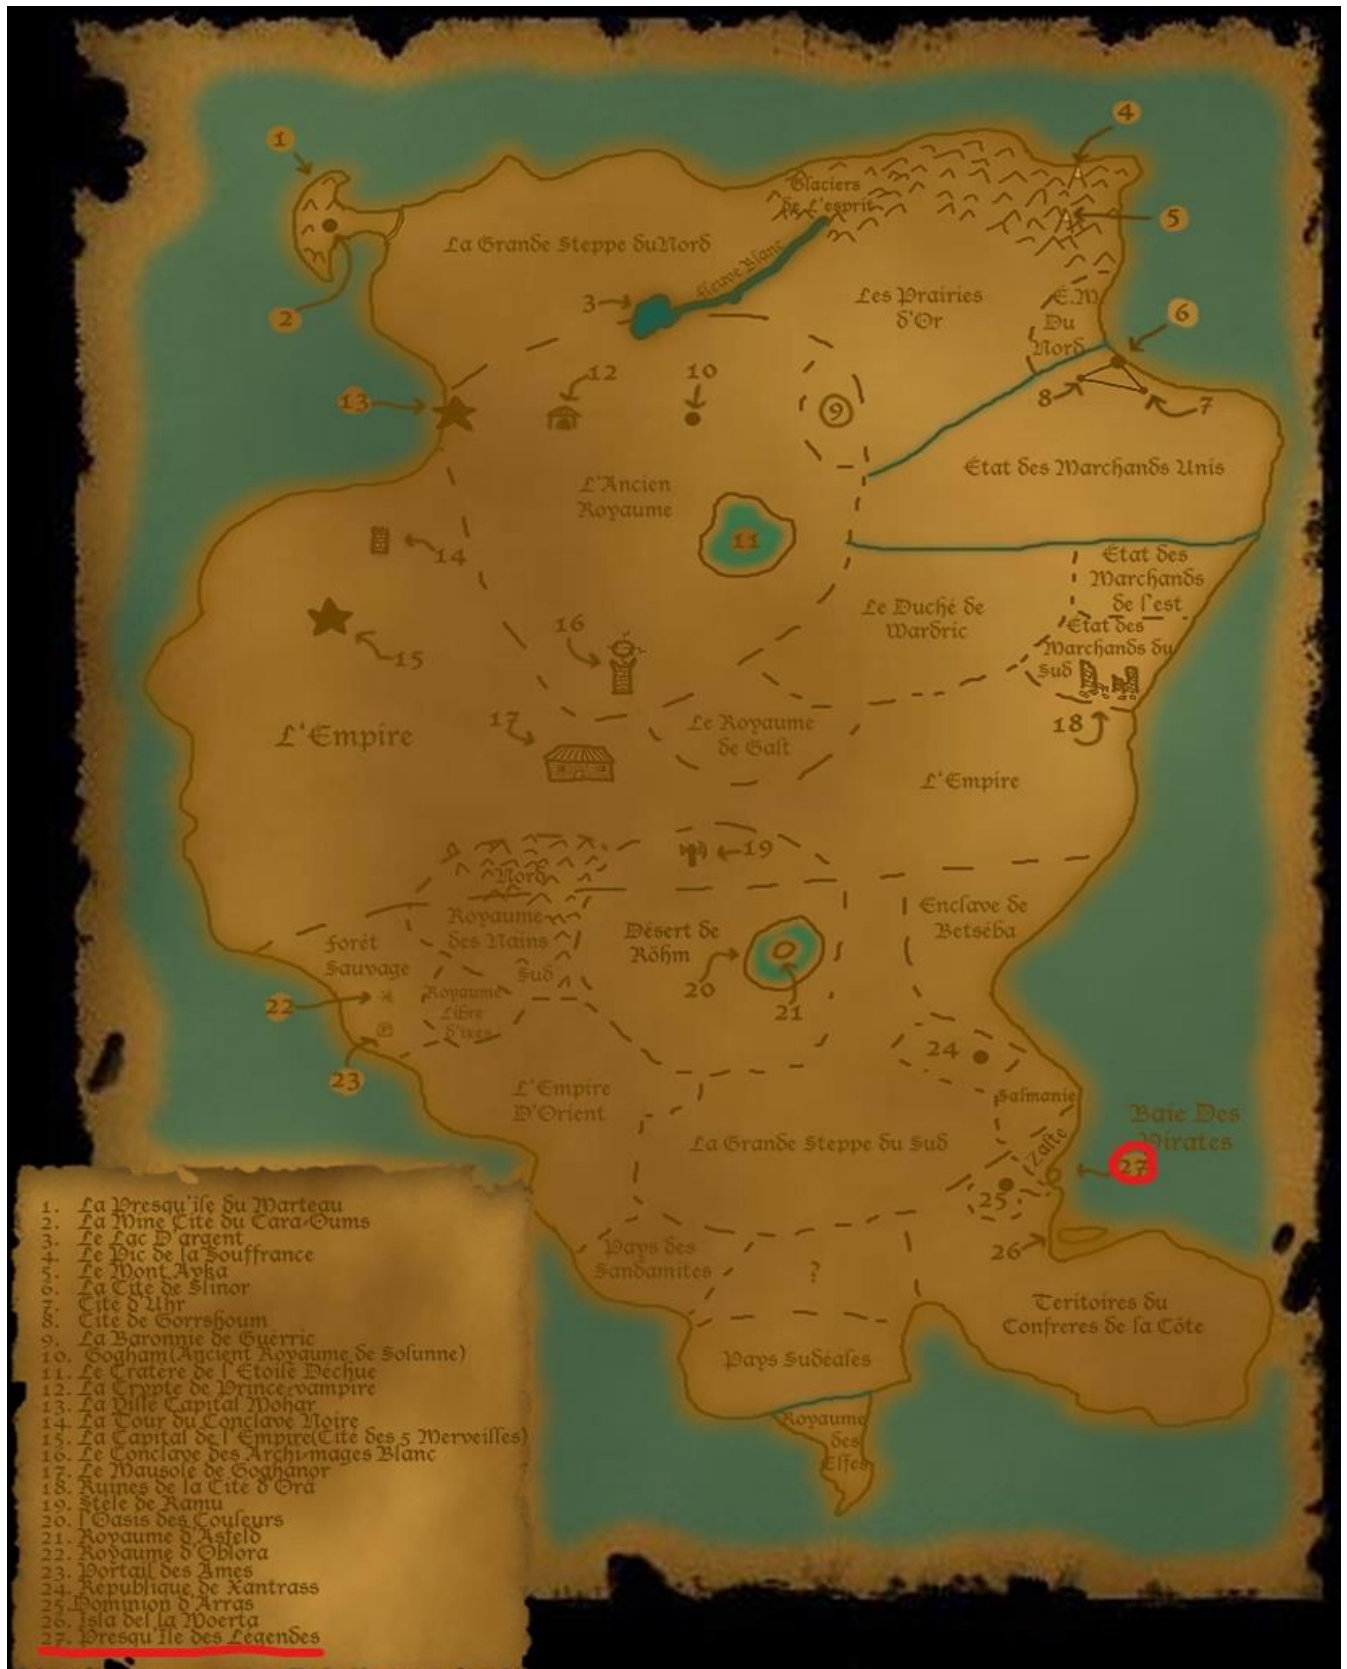 4
1
Glaciers
de L'esprit
5
La Grande Steppe du Nord
fleuve Blanc
Les Prairies
d'Or
É.M
Du
Nord
3
2
6
12
10
13
9
8
7
État des Marchands Unis
L'Ancien
Royaume
11
14
État des
Marchands
de l'est
Le Duché de
Wardric
État des
Marchands du
Sud
16
15
17
Le Royaume
de Galt
18
L'Empire
L'Empire
19
Nord
Royaume
des Nains
Sud
Enclave de
Betséba
Forêt
Sauvage
Désert de
Röhm
20
21
22
Royaume
Libre
d'ixes
23
24
L'Empire
D'Orient
Salmanie
Baie Des
Pirates
La Grande Steppe du Sud
Zalte
27
25
26
Pays des
Sandamites
?
Teritoires du
Confreres de la Côte
Pays Sudéales
Royaume
des
Elfes
1. La Presqu'île du Marteau
2. La Mine Cité du Cara-Oums
3. Le Lac D'argent
4. Le Pic de la Souffrance
5. Le Mont Ayka
6. La Cité de Slinor
7. Cité d'Uhr
8. Cité de Gorrshoum
9. La Baronnie de Guerric
10. Gogham(Ancient Royaume de Solunne)
11. Le Cratère de l'Étoile Déchue
12. La Crypte de Prince-vampire
13. La Ville Capital Mohar
14. La Tour du Conclave Noire
15. La Capital de l'Empire(Cité des 5 Merveilles)
16. Le Conclave des Archi-mages Blanc
17. Le Mausolé de Goghanor
18. Ruines de la Cité d'Ora
19. Stèle de Ramu
20. l'Oasis des Couleurs
21. Royaume d'Asfeld
22. Royaume d'Oblora
23. Portail des Âmes
24. République de Xantrass
25. Dominion d'Arras
26. Isla del la Moerta
27. Presqu'île des Légendes